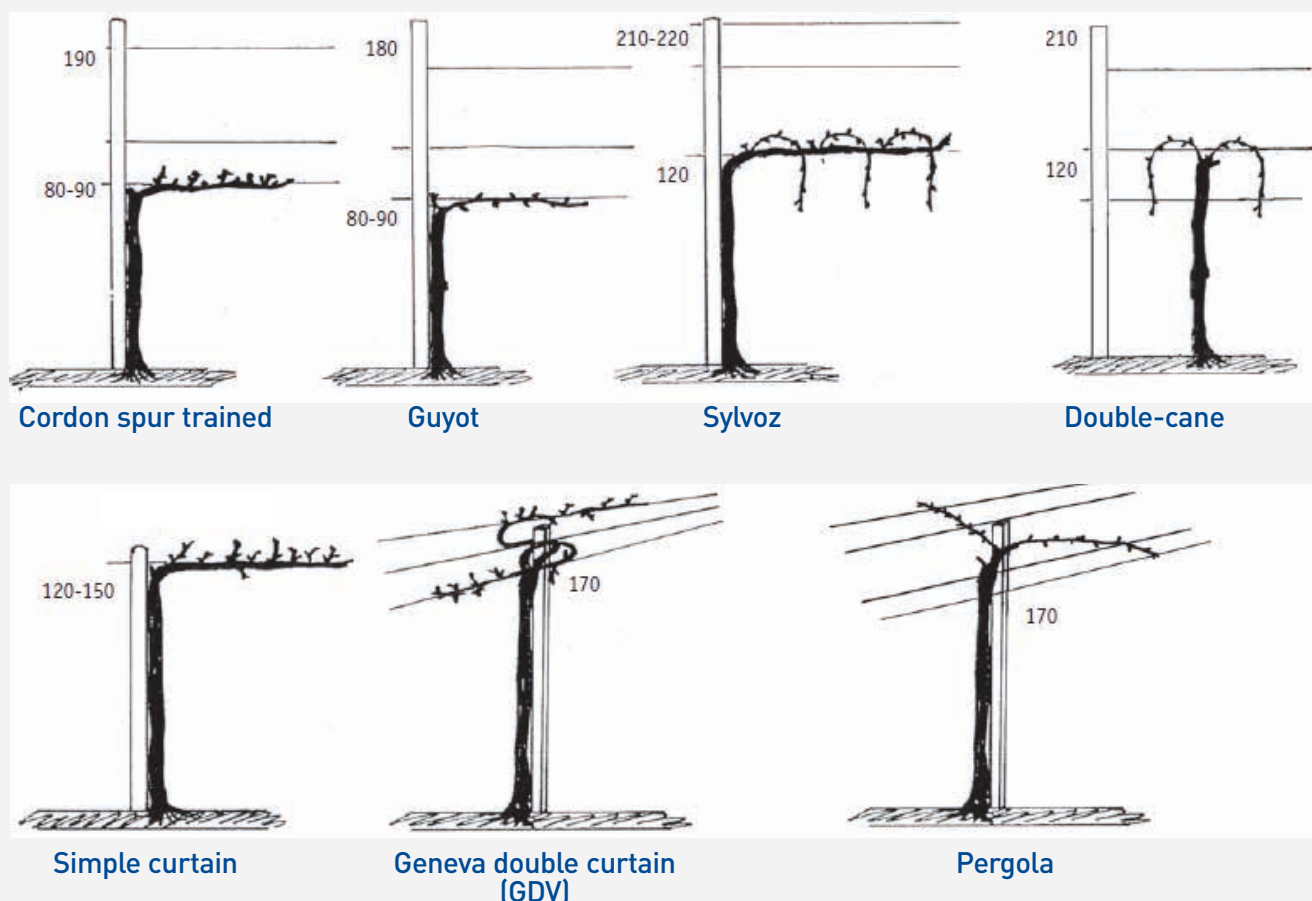 190
80-90
Cordon spur trained
180
80-90
Guyot
210-220
120
Sylvoz
210
120
Double-cane
120-150
Simple curtain
170
Geneva double curtain
(GDV)
170
Pergola